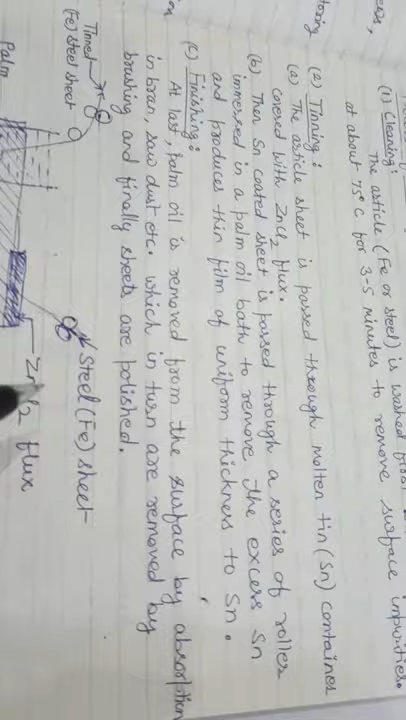 (1) Cleaning:
The article (Fe or steel) is washed
at about 75°C for 3-5 minutes to remove surface impurities.
(2) Tinning:
(a) The article sheet is passed through molten tin (Sn) container
covered with ZnCl2 flux.
(b) Then Sn coated sheet is passed through a series of roller
immersed in a palm oil bath to remove the excess Sn
and produces thin film of uniform thickness to Sn.
(c) Finishing:
At last, palm oil is removed from the surface by absorption
in bran, saw dust etc. which in turn are removed by
brushing and finally sheets are polished.
Tinned
(Fe) steel sheet
Steel (Fe) sheet
flux
Palm